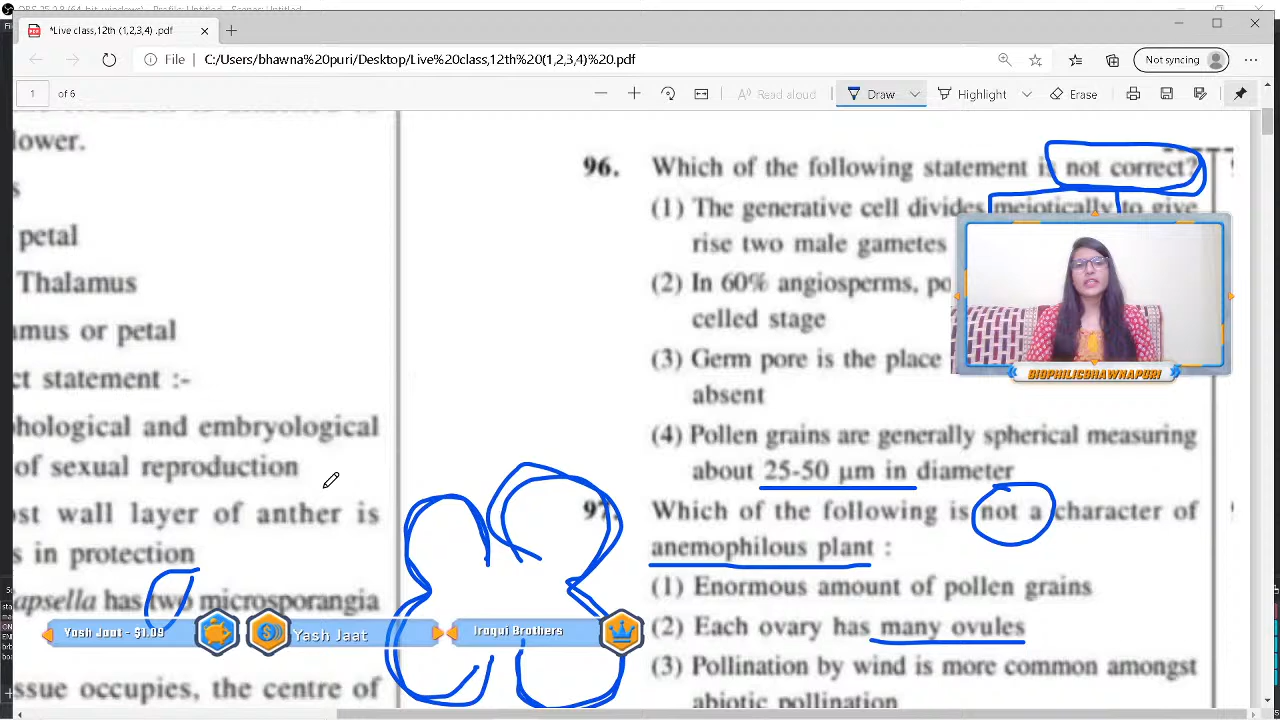 *Live class,12th (1,2,3,4) .pdf
File
C:/Users/bhawna%20puri/Desktop/Live%20class,12th%20(1,2,3,4)%20.pdf
Not syncing
1 of 6
Read aloud
Draw
Highlight
Erase
lower.
s
petal
Thalamus
amus or petal
ct statement :-
hological and embryological
of sexual reproduction
ost wall layer of anther is
s in protection
apsella has two microsporangia
ssue occupies, the centre of
96. Which of the following statement is not correct?
(1) The generative cell divides meiotically to give
rise two male gametes
(2) In 60% angiosperms, po
celled stage
(3) Germ pore is the place
absent
(4) Pollen grains are generally spherical measuring
about 25-50 µm in diameter
97. Which of the following is not a character of
anemophilous plant :
(1) Enormous amount of pollen grains
(2) Each ovary has many ovules
(3) Pollination by wind is more common amongst
abiotic pollination
BIOPHILICBHAWNAPURI
Yash Jaat - $1.09
Yash Jaat
Iraqui Brothers